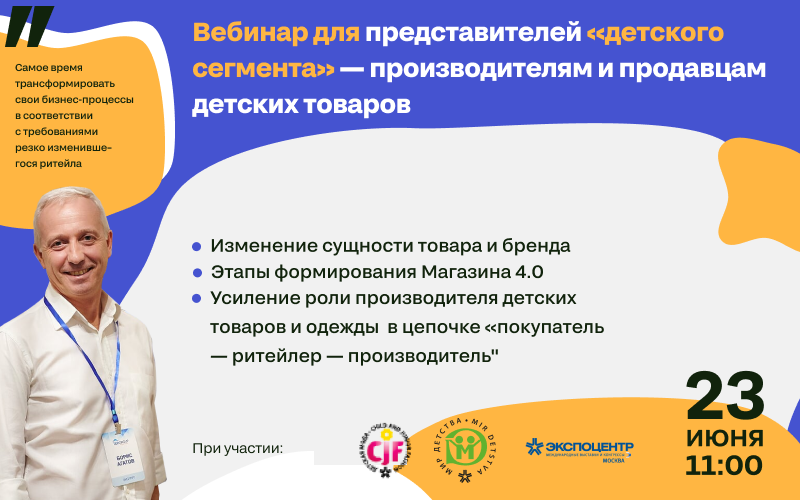 Вебинар для представителей «детского
сегмента» — производителям и продавцам
детских товаров
Самое время
трансформировать
свои бизнес-процессы
в соответствии
с требованиями
резко изменивше-
гося ритейла
Изменение сущности товара и бренда
Этапы формирования Магазина 4.0
Усиление роли производителя детских
товаров и одежды в цепочке «покупатель
— ритейлер — производитель"
БОРИС
АГАТОВ
При участии:
CJF
МИР ДЕТСТВА • MIR DETSTVA
ЭКСПОЦЕНТР
МОСКВА
23
ИЮНЯ
11:00